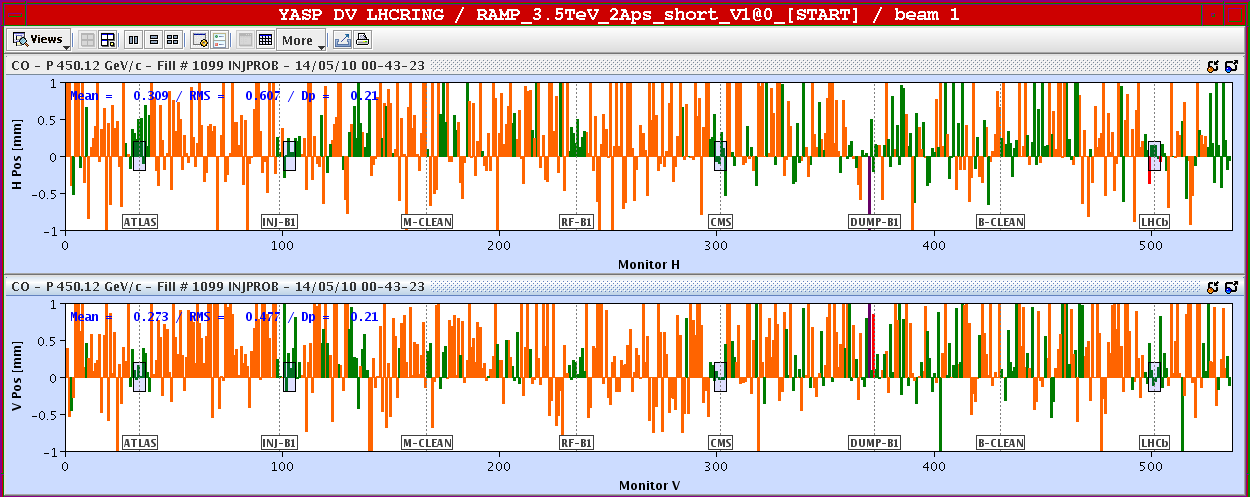 YASP DV LHCRING / RAMP_3.5TeV_2Aps_short_V1@0_[START] / beam 1
Views
More
CO - P 450.12 GeV/c - Fill # 1099 INJPROB - 14/05/10 00-43-23
Mean = 0.309 / RMS = 0.607 / Dp = 0.21
H Pos [mm]
1
0.5
0
-0.5
-1
ATLAS INJ-B1 M-CLEAN RF-B1 CMS DUMP-B1 B-CLEAN LHCb
0 100 200 300 400 500
Monitor H
CO - P 450.12 GeV/c - Fill # 1099 INJPROB - 14/05/10 00-43-23
Mean = 0.273 / RMS = 0.477 / Dp = 0.21
V Pos [mm]
1
0.5
0
-0.5
-1
ATLAS INJ-B1 M-CLEAN RF-B1 CMS DUMP-B1 B-CLEAN LHCb
0 100 200 300 400 500
Monitor V